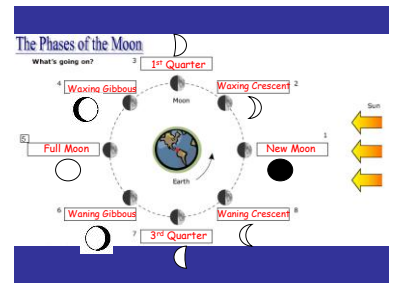 The Phases of the Moon
What's going on?
3
1st Quarter
4
Waxing Gibbous
Waxing Crescent
2
Moon
Sun
5
Full Moon
1
New Moon
Earth
6
Waning Gibbous
Waning Crescent
8
7
3rd Quarter